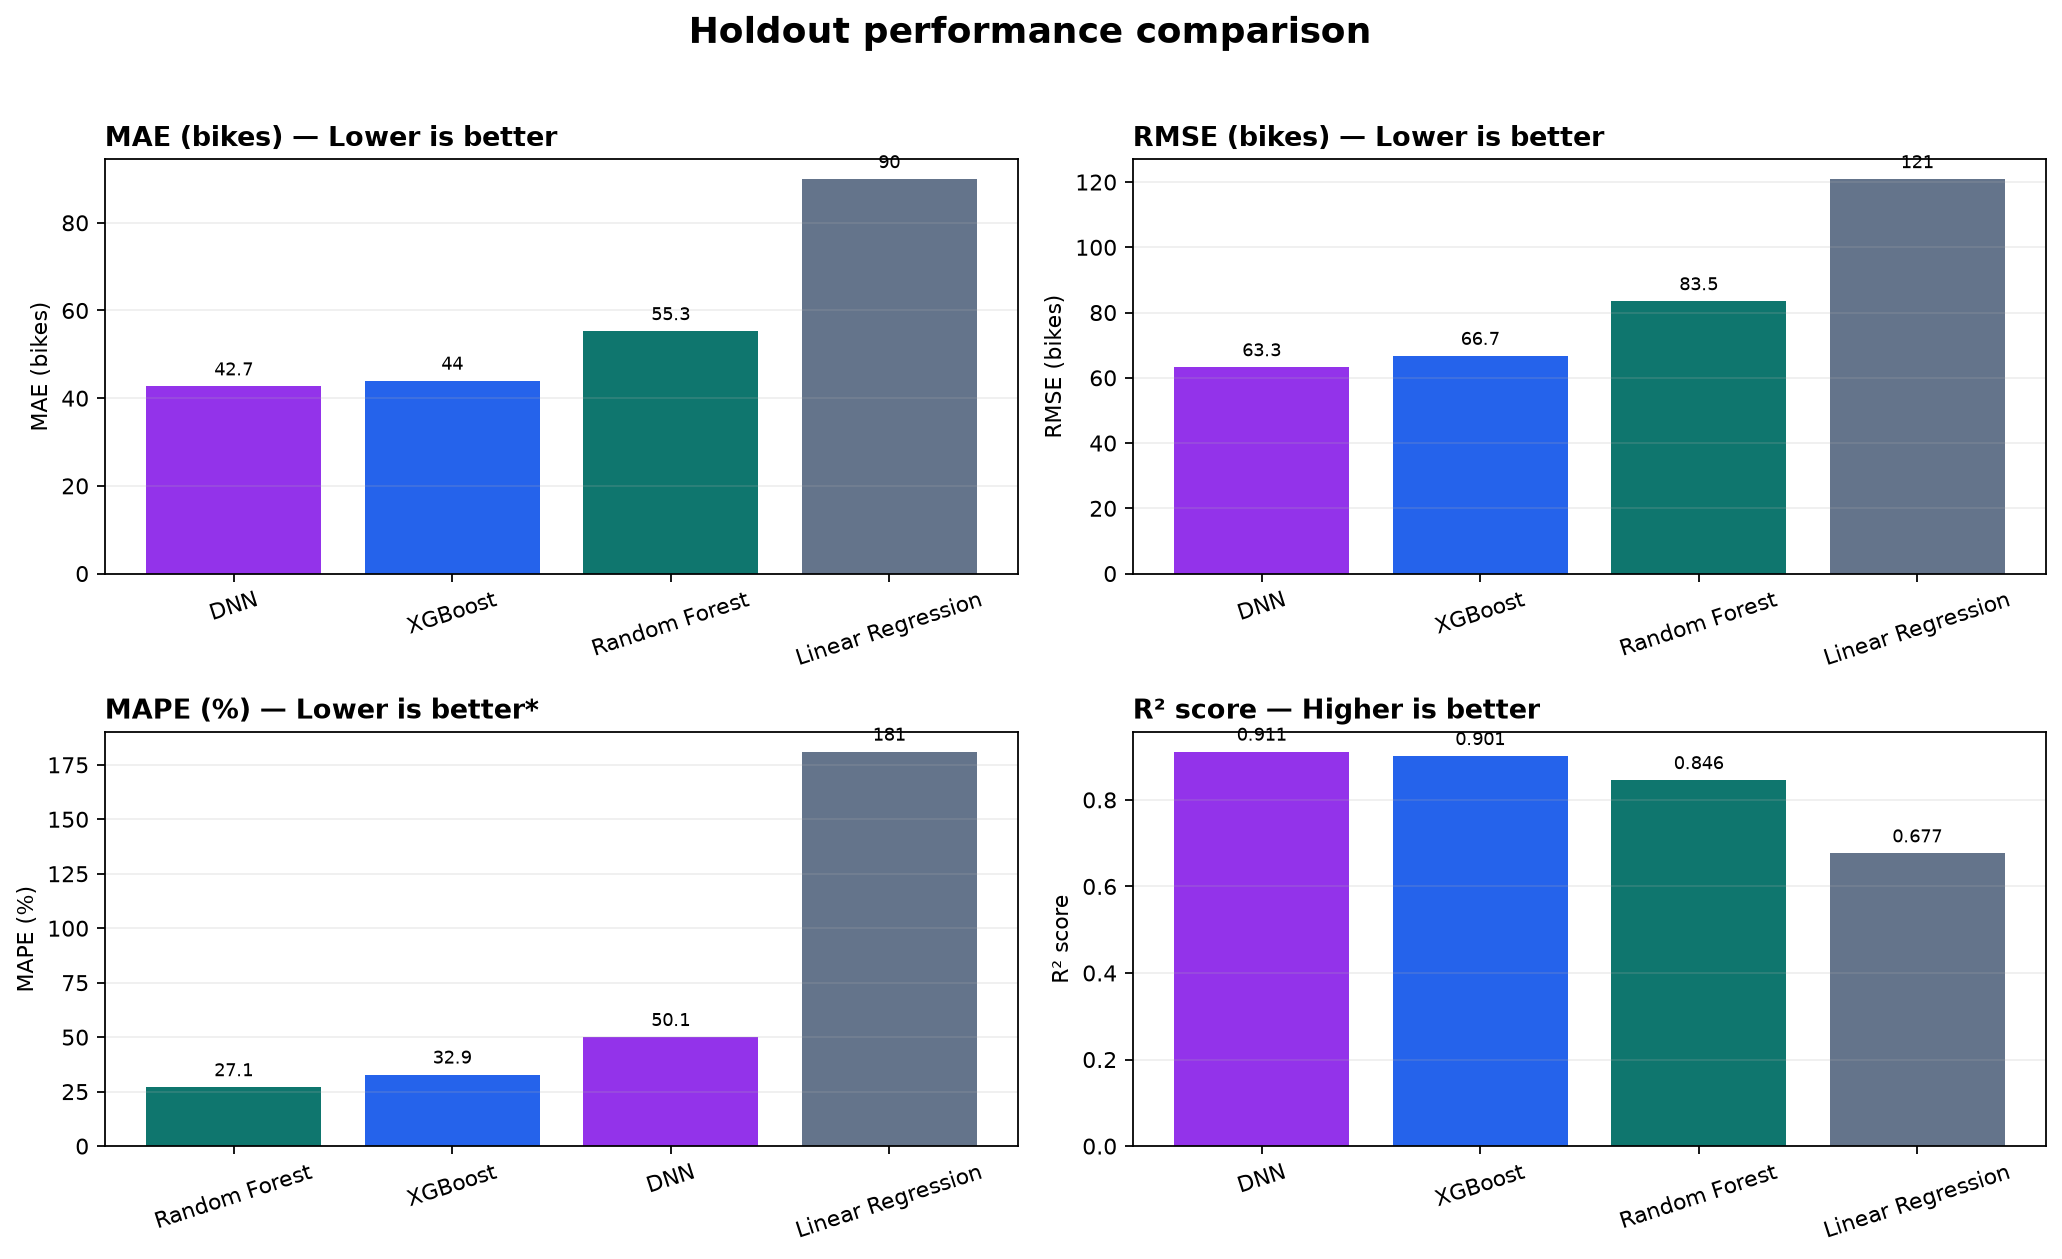 Holdout performance comparison
MAE (bikes) — Lower is better
MAE (bikes)
80
60
40
20
0
42.7
44
55.3
90
DNN
XGBoost
Random Forest
Linear Regression
RMSE (bikes) — Lower is better
RMSE (bikes)
120
100
80
60
40
20
0
63.3
66.7
83.5
121
DNN
XGBoost
Random Forest
Linear Regression
MAPE (%) — Lower is better*
MAPE (%)
175
150
125
100
75
50
25
0
27.1
32.9
50.1
181
Random Forest
XGBoost
DNN
Linear Regression
R² score — Higher is better
R² score
0.8
0.6
0.4
0.2
0.0
0.911
0.901
0.846
0.677
DNN
XGBoost
Random Forest
Linear Regression